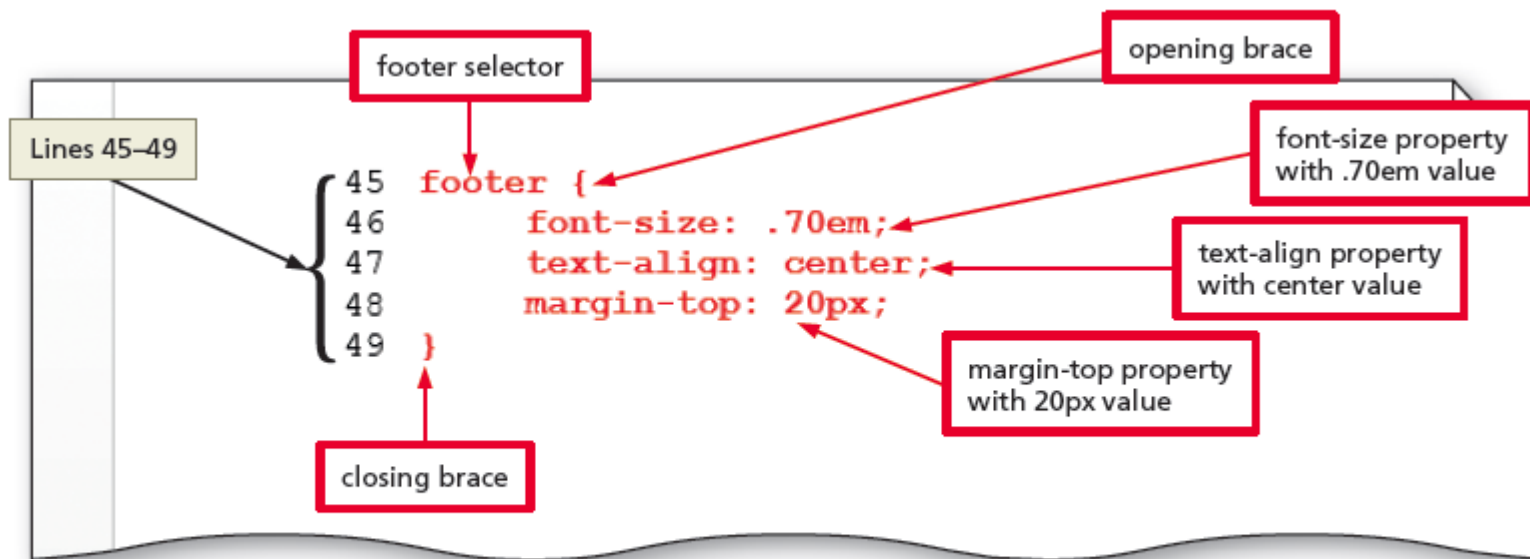 footer selector
opening brace
Lines 45–49
font-size property
with .70em value
45 footer {
46 font-size: .70em;
47 text-align: center;
48 margin-top: 20px;
49 }
text-align property
with center value
margin-top property
with 20px value
closing brace